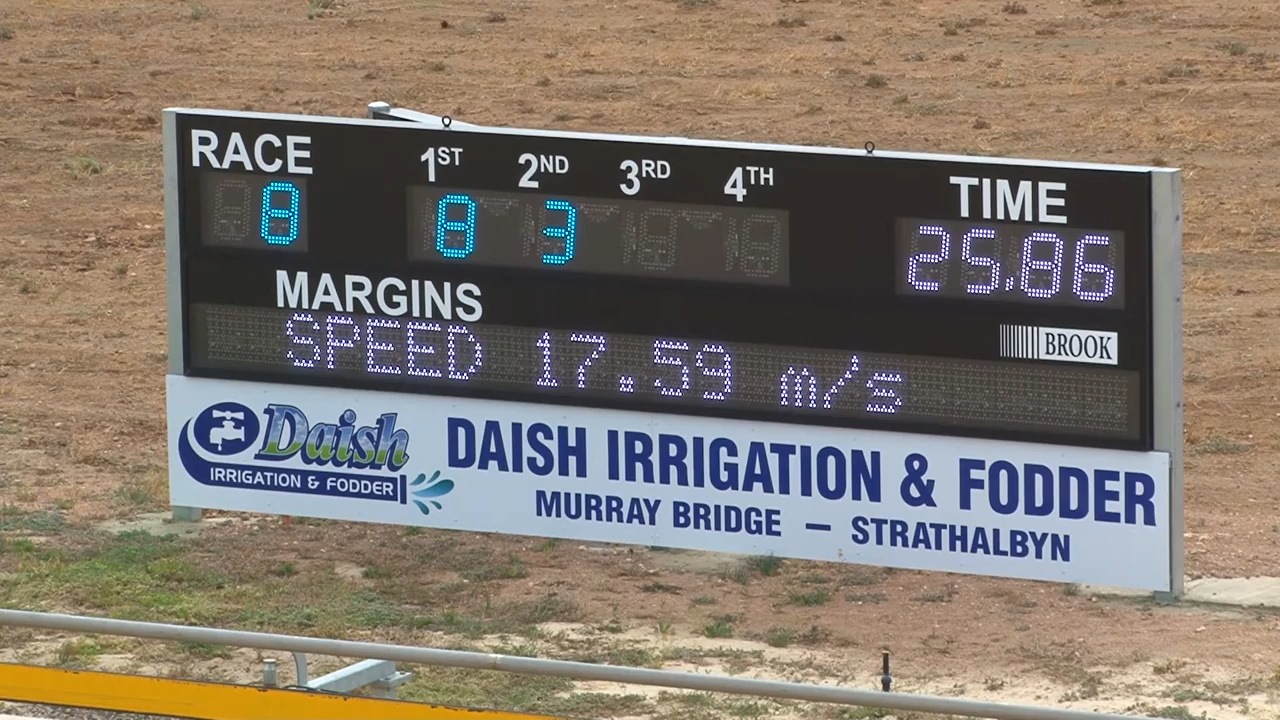 RACE 1ST 2ND 3RD 4TH TIME
8 8 3 25.86
MARGINS
SPEED 17.59 m/s
BROOK
Daish
IRRIGATION & FODDER
DAISH IRRIGATION & FODDER
MURRAY BRIDGE – STRATHALBYN